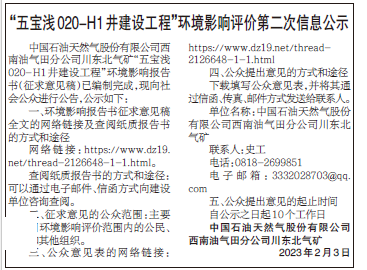 “五宝浅020-H1井建设工程”环境影响评价第二次信息公示
中国石油天然气股份有限公司西
南油气田分公司川东北气矿“五宝浅
020-H1井建设工程”环境影响报告
书(征求意见稿)已编制完成,现向社
会公众进行公告,公示如下:
一、环境影响报告书征求意见稿
全文的网络链接及查阅纸质报告书
的方式和途径
网络链接:https://www.dz19.
net/thread-2126648-1-1.html。
查阅纸质报告书的方式和途径:
可以通过电子邮件、信函方式向建设
单位咨询查阅。
二、征求意见的公众范围:主要
环境影响评价范围内的公民、
其他组织。
三、公众意见表的网络链接:
https://www.dz19.net/thread-
2126648-1-1.html
四、公众提出意见的方式和途径
下载填写公众意见表,并将其通
过信函、传真、邮件方式发送给联系人。
单位名称:中国石油天然气股份
有限公司西南油气田分公司川东北
气矿
联系人:史工
电话:0818-2699851
电子邮箱:3332028703@qq.
com
五、公众提出意见的起止时间
自公示之日起10个工作日
中国石油天然气股份有限公司
西南油气田分公司川东北气矿
2023年2月3日